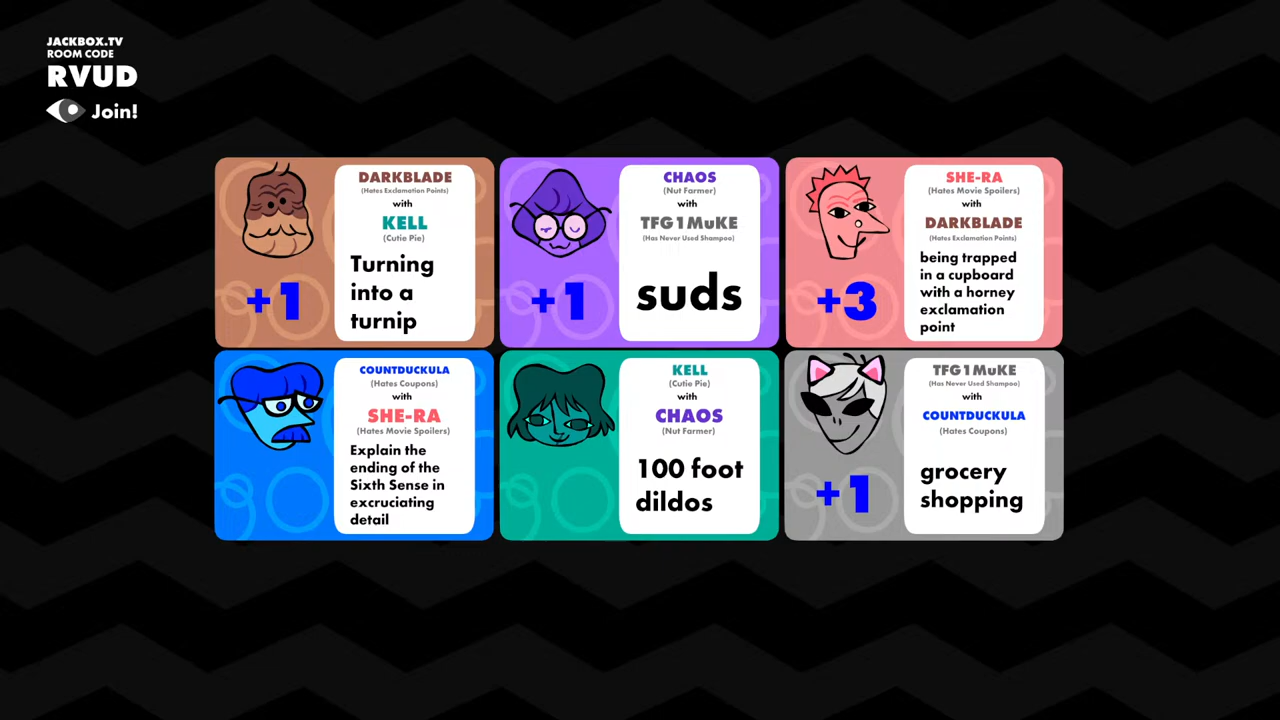 JACKBOX.TV
ROOM CODE
RVUD
Join!
DARKBLADE
(Hates Exclamation Points)
with
KELL
(Cutie Pie)
Turning
into a
turnip
+1
CHAOS
(Nut Farmer)
with
TFG1MuKE
(Has Never Used Shampoo)
suds
+1
SHE-RA
(Hates Movie Spoilers)
with
DARKBLADE
(Hates Exclamation Points)
being trapped
in a cupboard
with a horney
exclamation
point
+3
COUNTDUCKULA
(Hates Coupons)
with
SHE-RA
(Hates Movie Spoilers)
Explain the
ending of the
Sixth Sense in
excruciating
detail
KELL
(Cutie Pie)
with
CHAOS
(Nut Farmer)
100 foot
dildos
TFG1MuKE
(Has Never Used Shampoo)
with
COUNTDUCKULA
(Hates Coupons)
grocery
shopping
+1